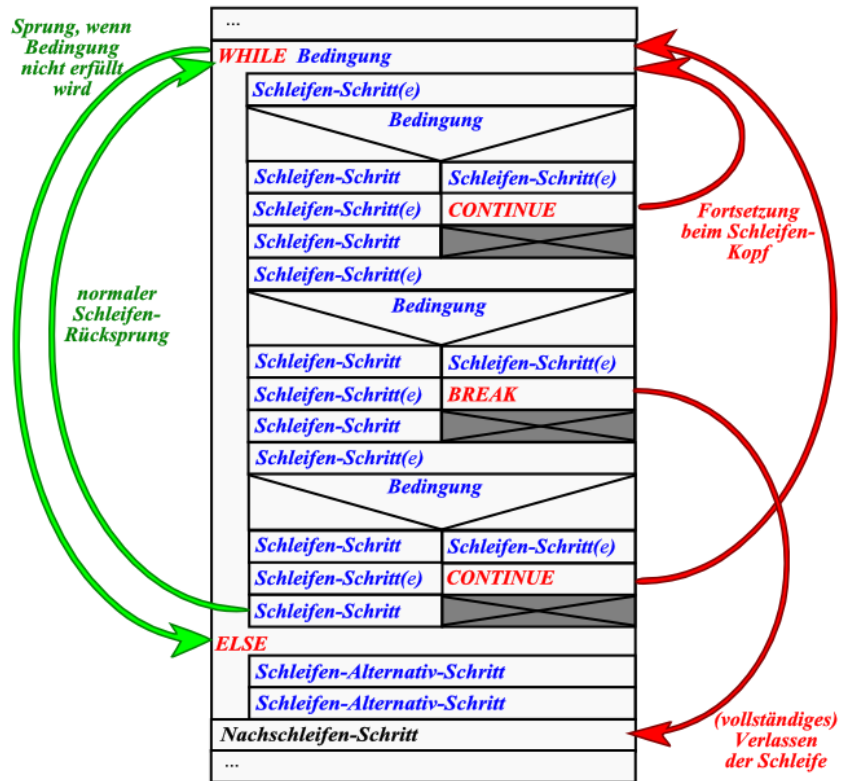 ...
Sprung, wenn
Bedingung
nicht erfüllt
wird
WHILE Bedingung
Schleifen-Schritt(e)
Bedingung
Schleifen-Schritt
Schleifen-Schritt(e)
Schleifen-Schritt(e)
CONTINUE
Fortsetzung
beim Schleifen-
Kopf
Schleifen-Schritt
Schleifen-Schritt(e)
normaler
Schleifen-
Rücksprung
Bedingung
Schleifen-Schritt
Schleifen-Schritt(e)
Schleifen-Schritt(e)
BREAK
Schleifen-Schritt
Schleifen-Schritt(e)
Bedingung
Schleifen-Schritt
Schleifen-Schritt(e)
Schleifen-Schritt(e)
CONTINUE
Schleifen-Schritt
ELSE
Schleifen-Alternativ-Schritt
Schleifen-Alternativ-Schritt
Nachschleifen-Schritt
(vollständiges)
Verlassen
der Schleife
...